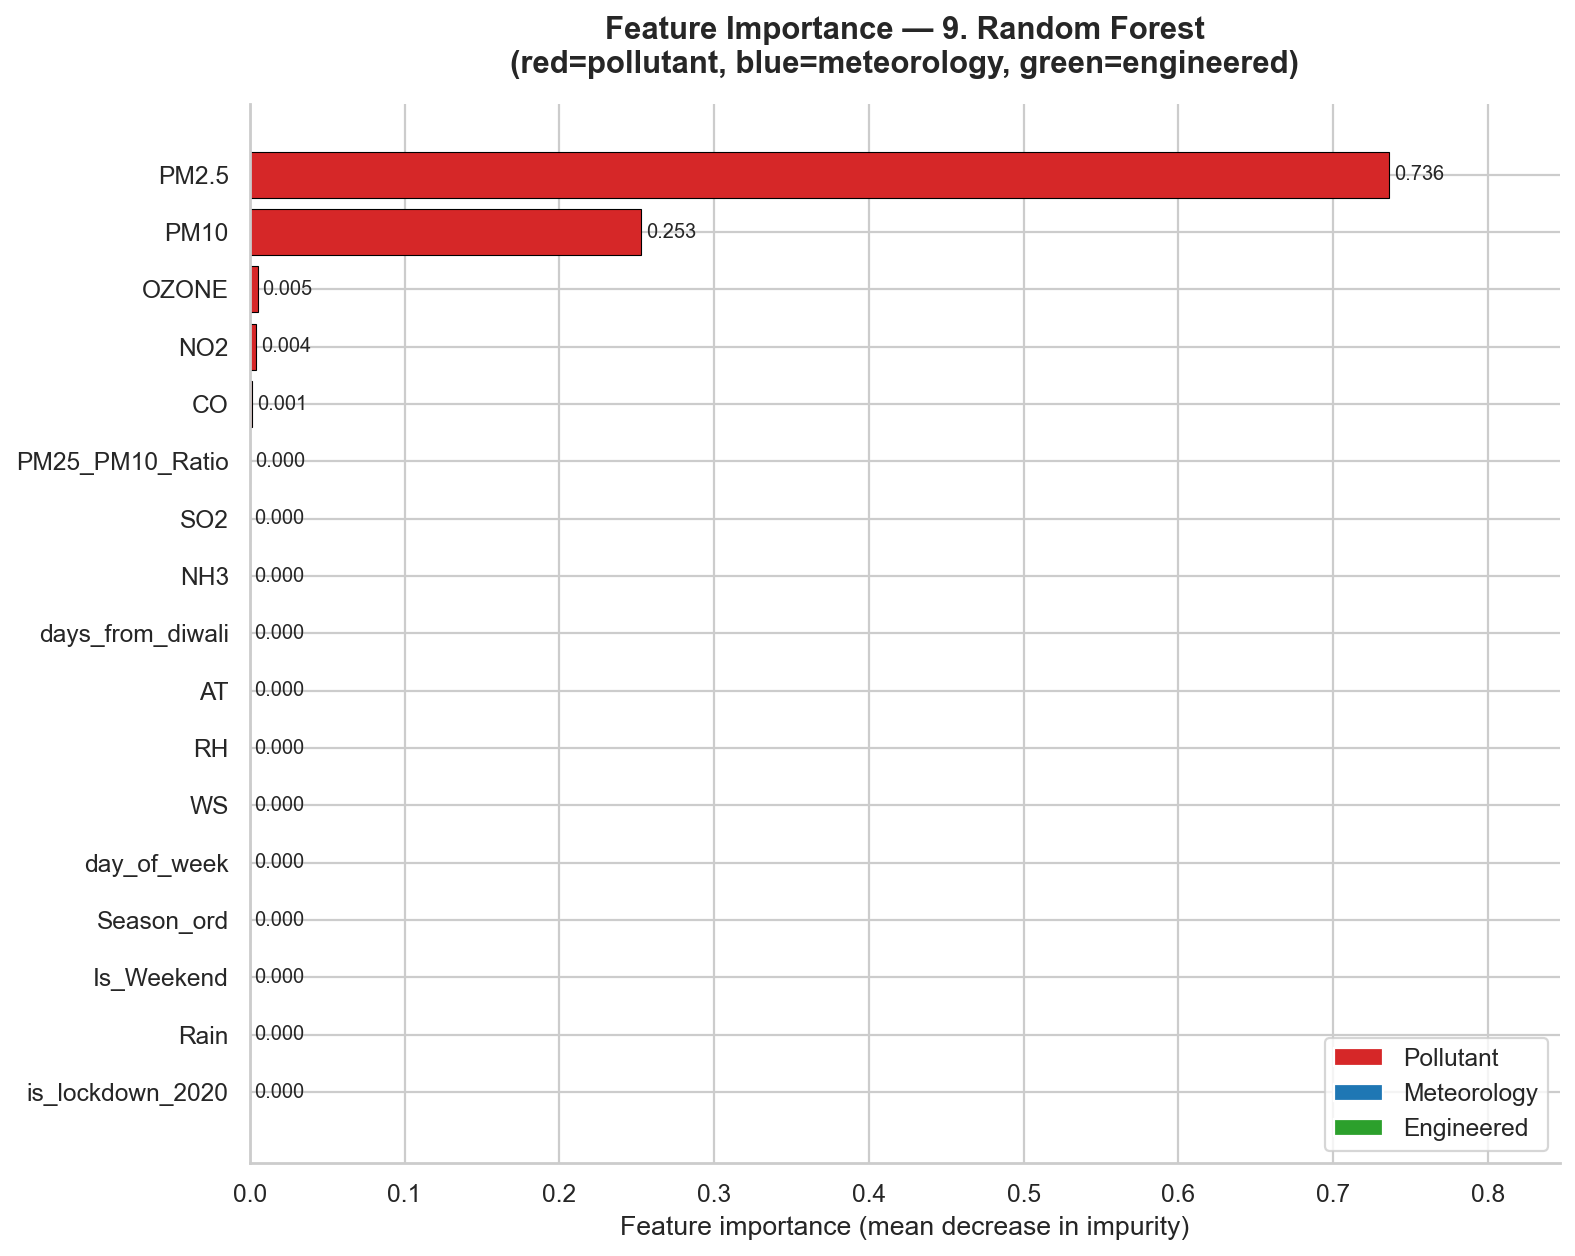 Feature Importance — 9. Random Forest
(red=pollutant, blue=meteorology, green=engineered)
PM2.5 0.736
PM10 0.253
OZONE 0.005
NO2 0.004
CO 0.001
PM25_PM10_Ratio 0.000
SO2 0.000
NH3 0.000
days_from_diwali 0.000
AT 0.000
RH 0.000
WS 0.000
day_of_week 0.000
Season_ord 0.000
Is_Weekend 0.000
Rain 0.000
is_lockdown_2020 0.000
Pollutant
Meteorology
Engineered
0.0 0.1 0.2 0.3 0.4 0.5 0.6 0.7 0.8
Feature importance (mean decrease in impurity)